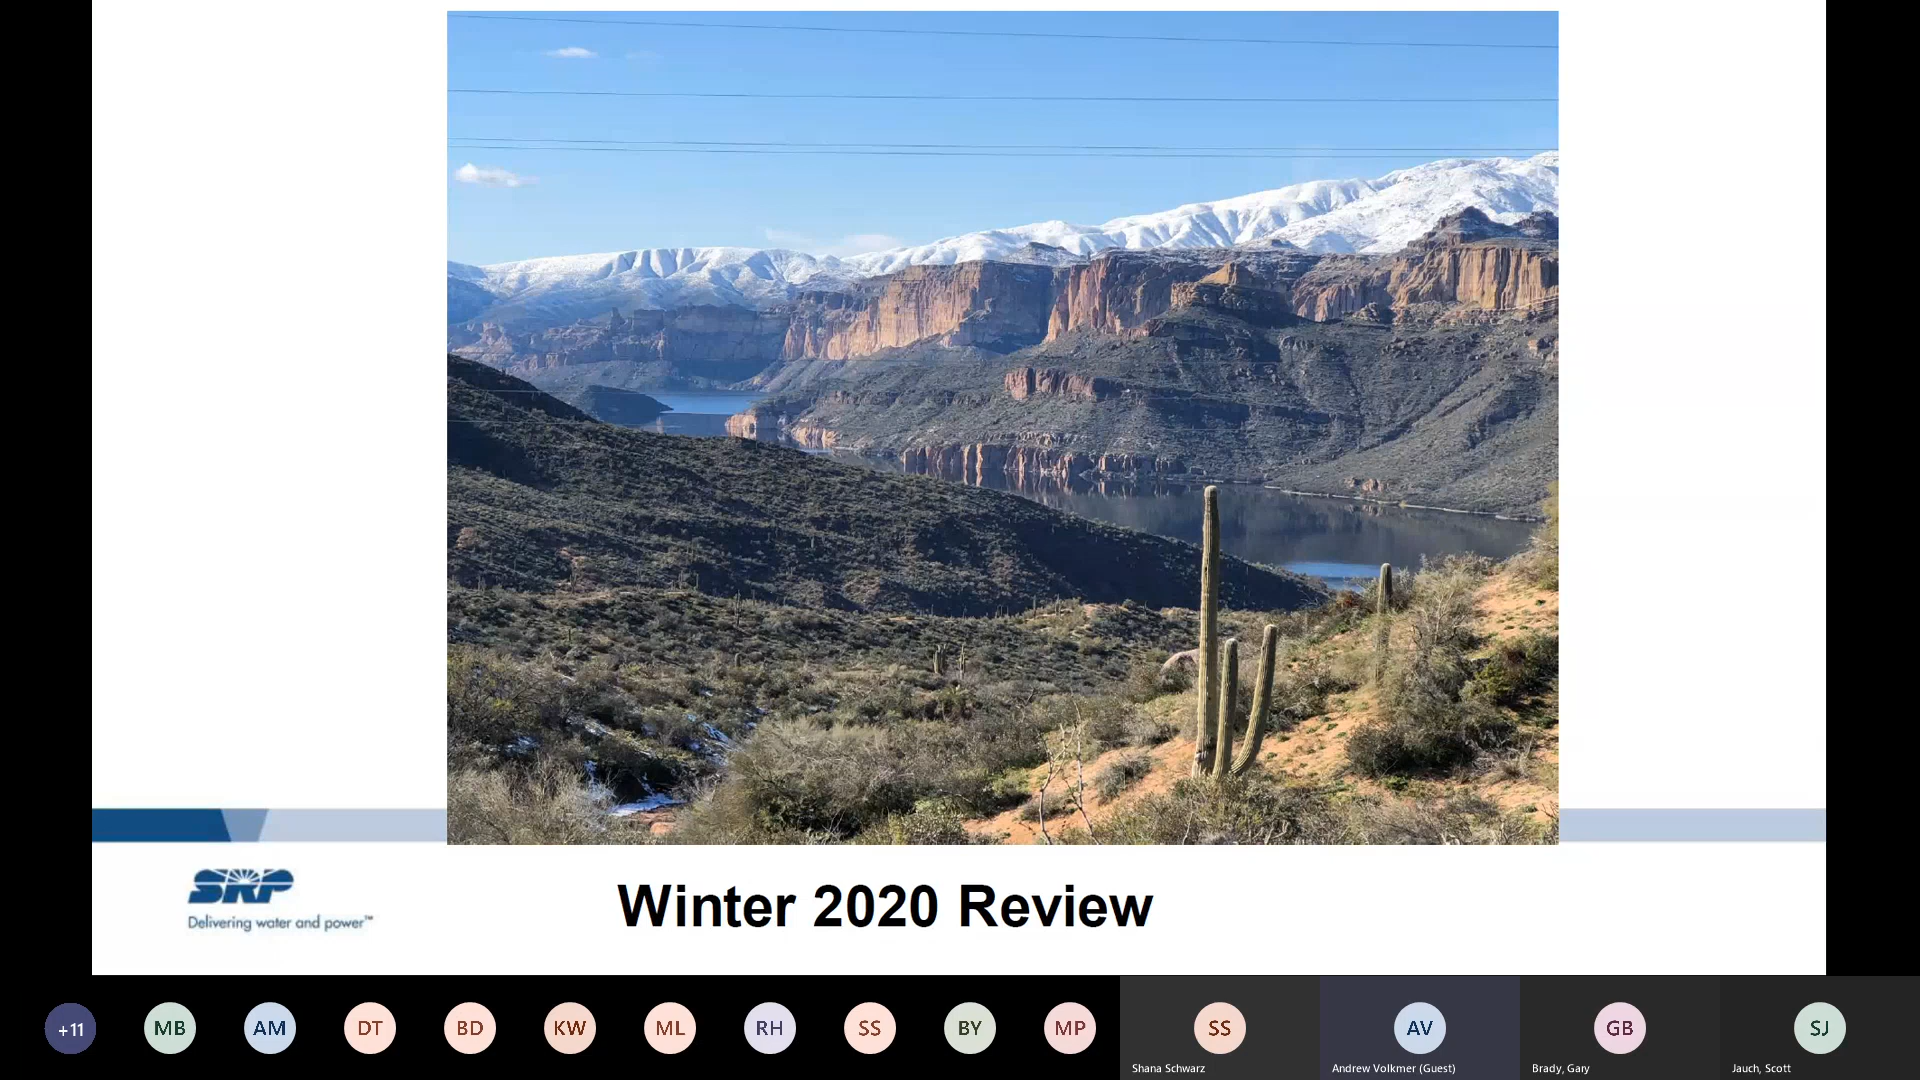 SRP
Delivering water and power™
Winter 2020 Review
+11
MB
AM
DT
BD
KW
ML
RH
SS
BY
MP
SS
AV
GB
SJ
Shana Schwarz
Andrew Volkmer (Guest)
Brady, Gary
Jauch, Scott